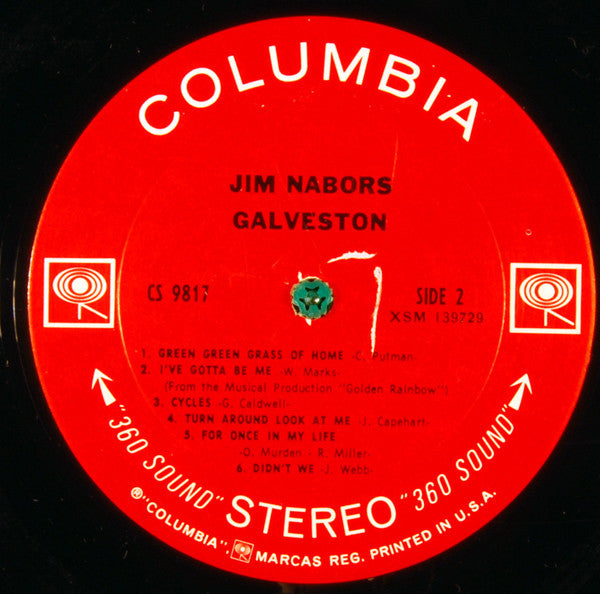 COLUMBIA
JIM NABORS
GALVESTON
CS 9817
SIDE 2
XSM 139729
1. GREEN GREEN GRASS OF HOME -C. Putman-
2. I'VE GOTTA BE ME -W. Marks-
(From the Musical Production "Golden Rainbow")
3. CYCLES -G. Caldwell-
4. TURN AROUND LOOK AT ME -J. Capehart-
5. FOR ONCE IN MY LIFE
-O. Murden - R. Miller-
6. DIDN'T WE -J. Webb-
"360 SOUND" STEREO "360 SOUND"
®"COLUMBIA", MARCAS REG. PRINTED IN U.S.A.